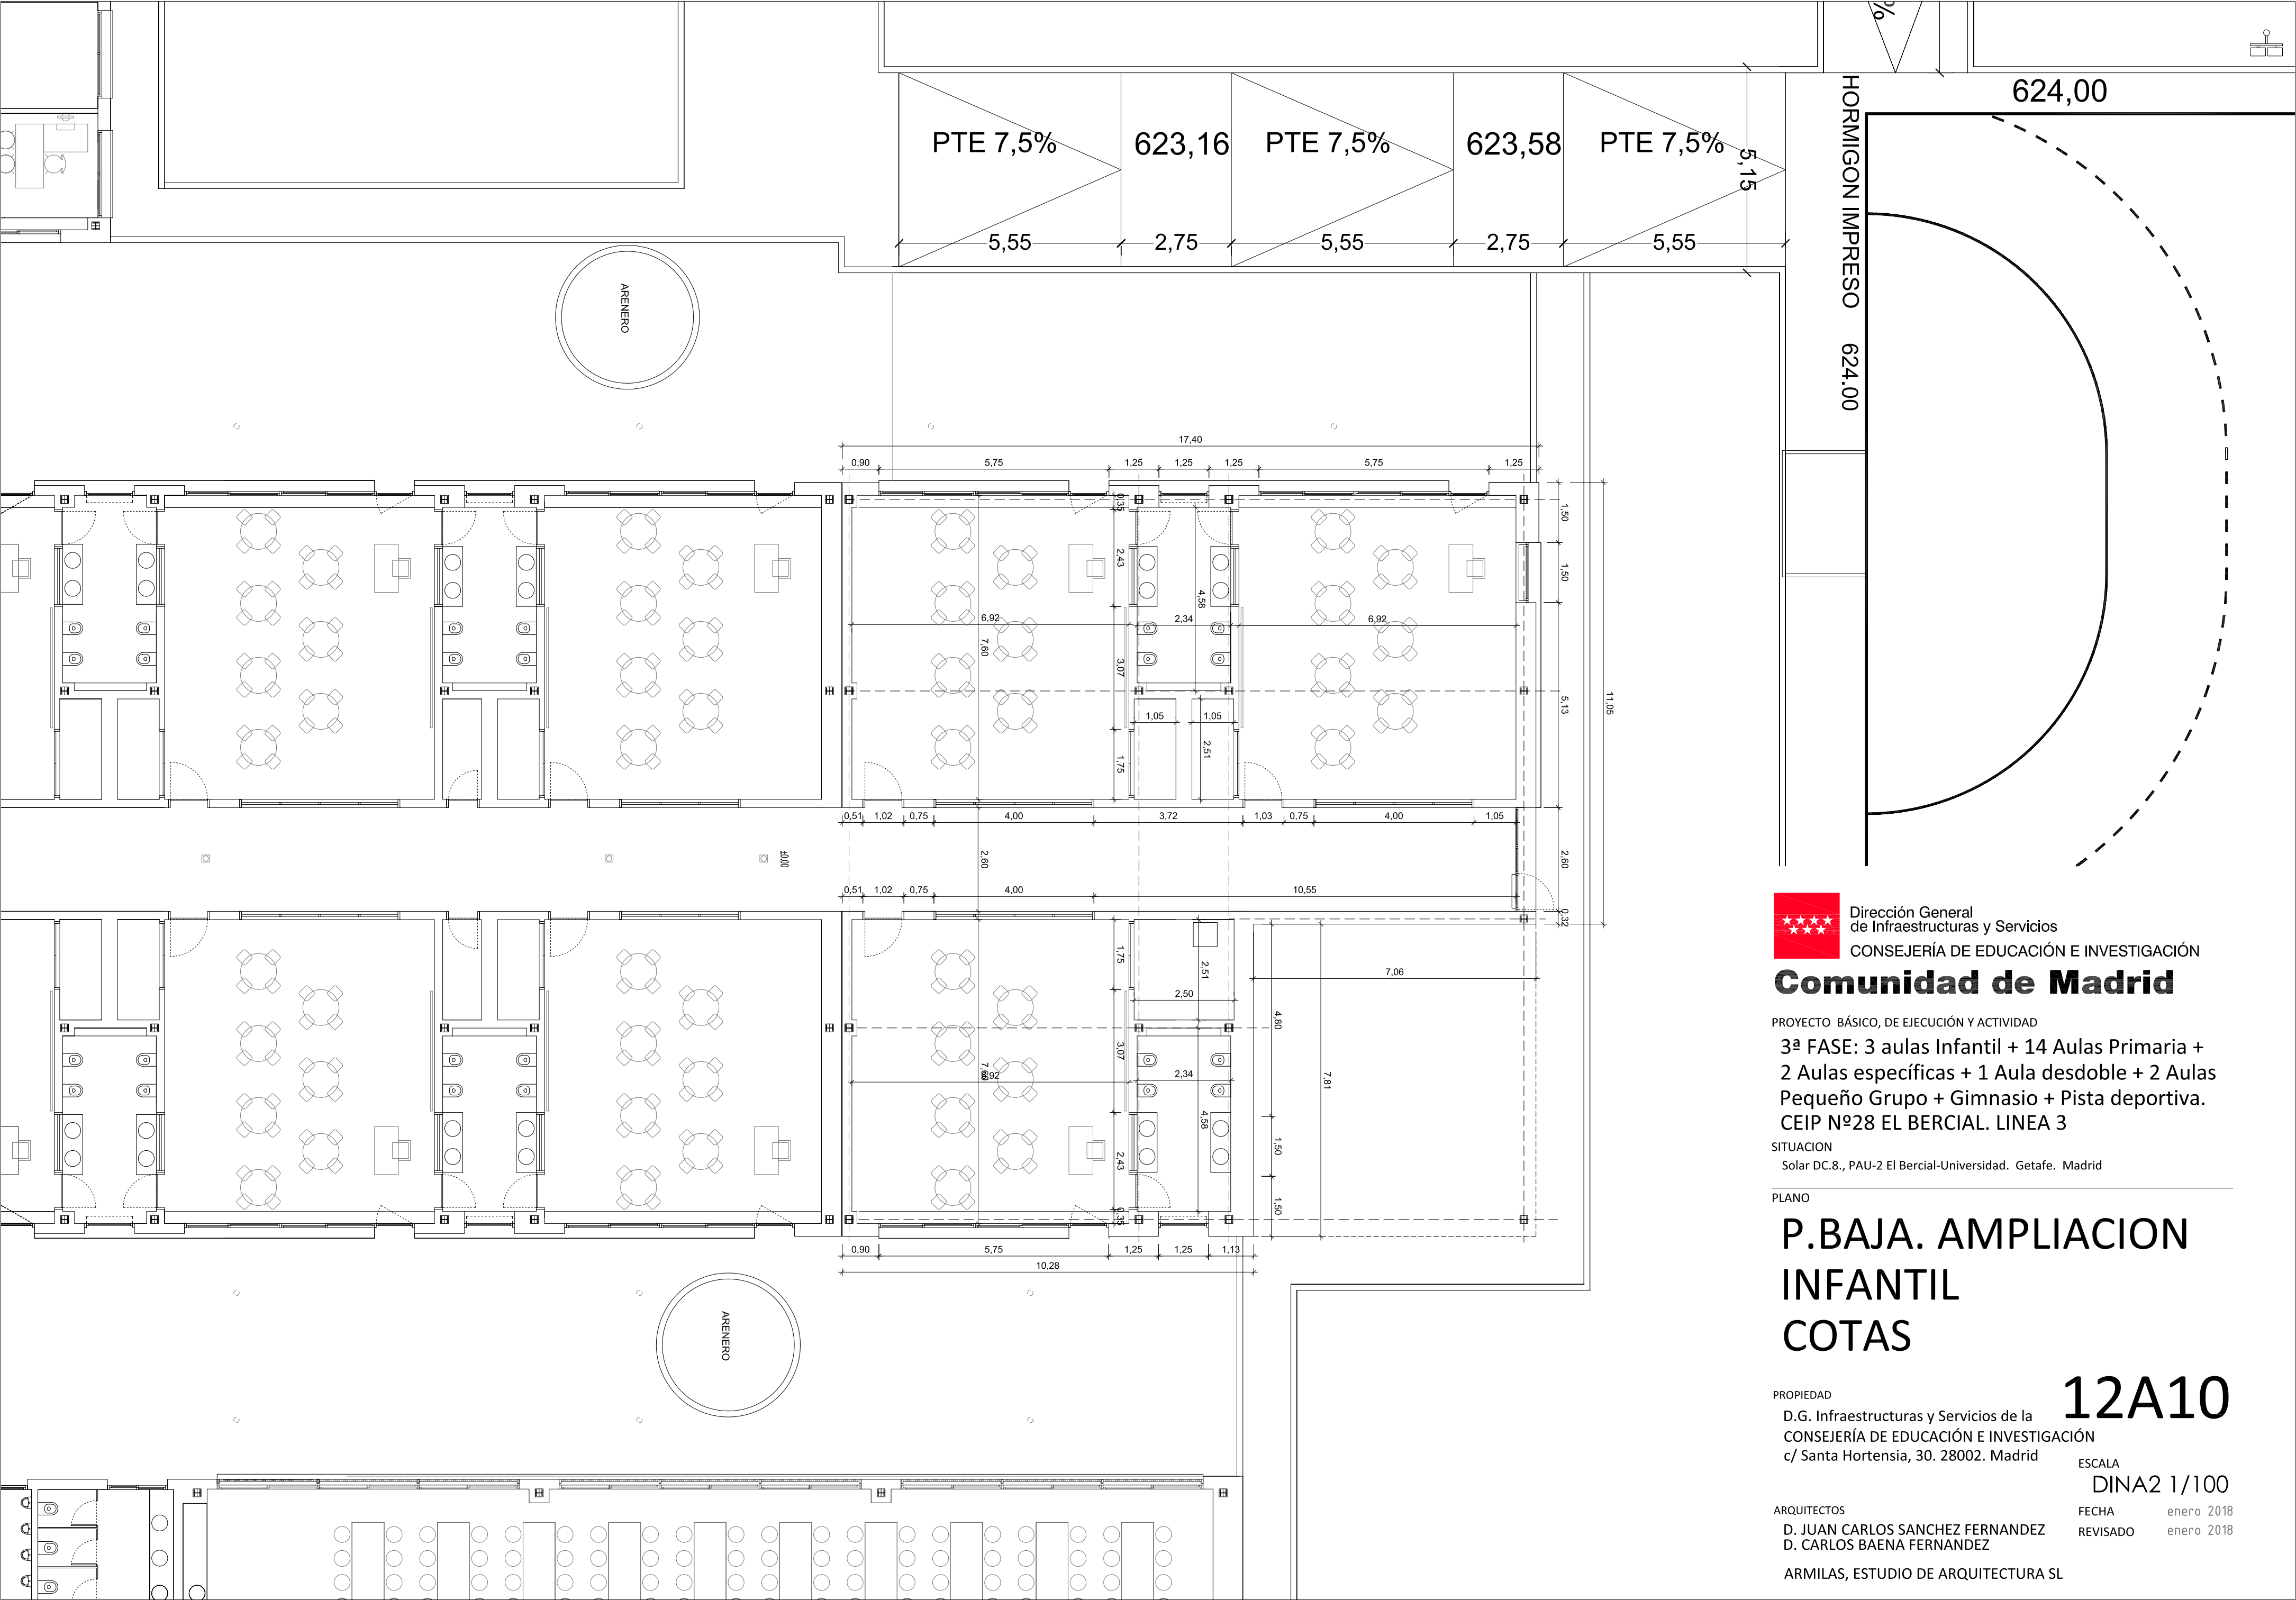 %
624,00
PTE 7,5%
623,16
PTE 7,5%
623,58
PTE 7,5%
5,15
5,55
2,75
5,55
2,75
5,55
HORMIGON IMPRESO 624.00
ARENERO
17,40
0,90
5,75
1,25
1,25
1,25
5,75
1,25
0,35
1,50
2,43
1,50
4,58
6,92
2,34
6,92
7,60
3,07
5,13
11,05
1,05
1,05
2,51
1,75
0,51
1,02
0,75
4,00
3,72
1,03
0,75
4,00
1,05
±0.00
2,60
2,60
0,51
1,02
0,75
4,00
10,55
0,32
1,75
2,51
7,06
2,50
4,80
3,07
7,60
6,92
2,34
7,81
4,58
1,50
2,43
1,50
0,35
0,90
5,75
1,25
1,25
1,13
10,28
ARENERO
Dirección General
de Infraestructuras y Servicios
CONSEJERÍA DE EDUCACIÓN E INVESTIGACIÓN
Comunidad de Madrid
PROYECTO BÁSICO, DE EJECUCIÓN Y ACTIVIDAD
3ª FASE: 3 aulas Infantil + 14 Aulas Primaria +
2 Aulas específicas + 1 Aula desdoble + 2 Aulas
Pequeño Grupo + Gimnasio + Pista deportiva.
CEIP Nº28 EL BERCIAL. LINEA 3
SITUACION
Solar DC.8., PAU-2 El Bercial-Universidad. Getafe. Madrid
PLANO
P.BAJA. AMPLIACION
INFANTIL
COTAS
12A10
PROPIEDAD
D.G. Infraestructuras y Servicios de la
CONSEJERÍA DE EDUCACIÓN E INVESTIGACIÓN
c/ Santa Hortensia, 30. 28002. Madrid
ESCALA
DINA2 1/100
ARQUITECTOS
D. JUAN CARLOS SANCHEZ FERNANDEZ
D. CARLOS BAENA FERNANDEZ
FECHA enero 2018
REVISADO enero 2018
ARMILAS, ESTUDIO DE ARQUITECTURA SL